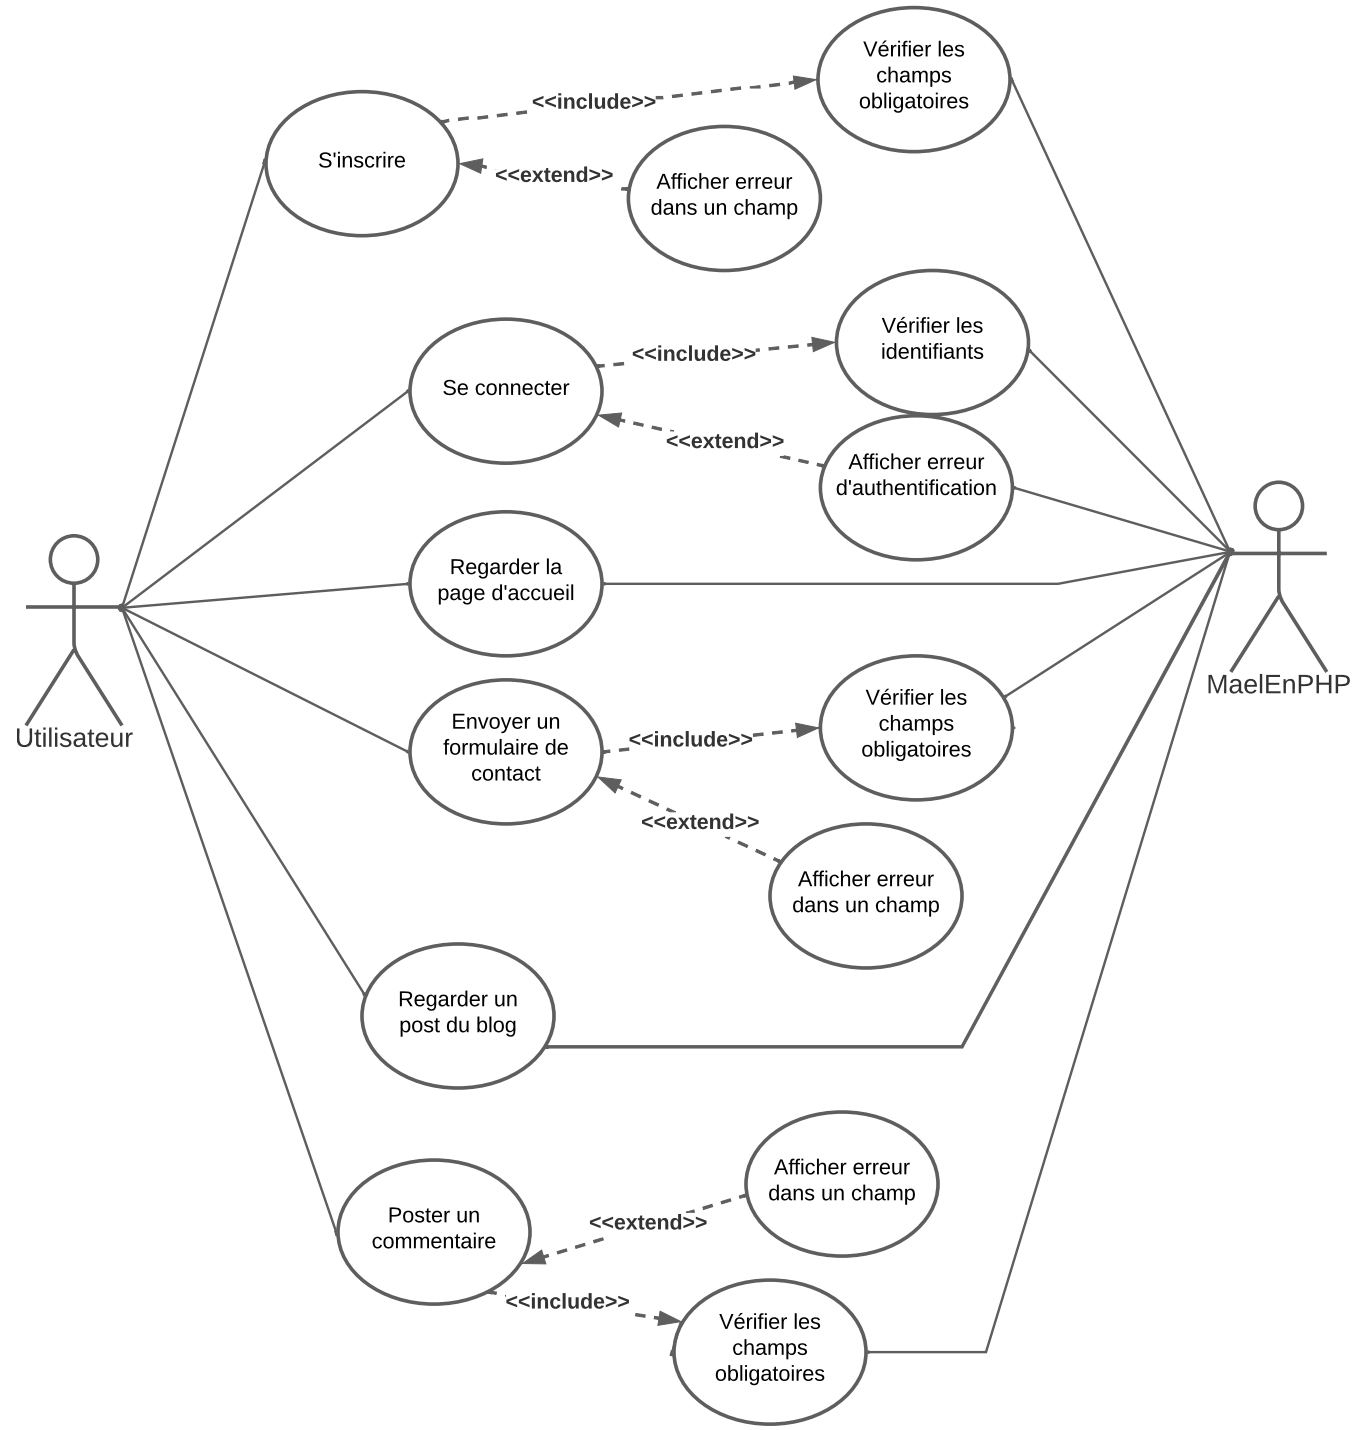 Vérifier les
champs
obligatoires
<<include>>
S'inscrire
<<extend>>
Afficher erreur
dans un champ
Vérifier les
identifiants
<<include>>
Se connecter
<<extend>>
Afficher erreur
d'authentification
Regarder la
page d'accueil
MaelEnPHP
Utilisateur
Envoyer un
formulaire de
contact
<<include>>
Vérifier les
champs
obligatoires
<<extend>>
Afficher erreur
dans un champ
Regarder un
post du blog
Afficher erreur
dans un champ
<<extend>>
Poster un
commentaire
<<include>>
Vérifier les
champs
obligatoires